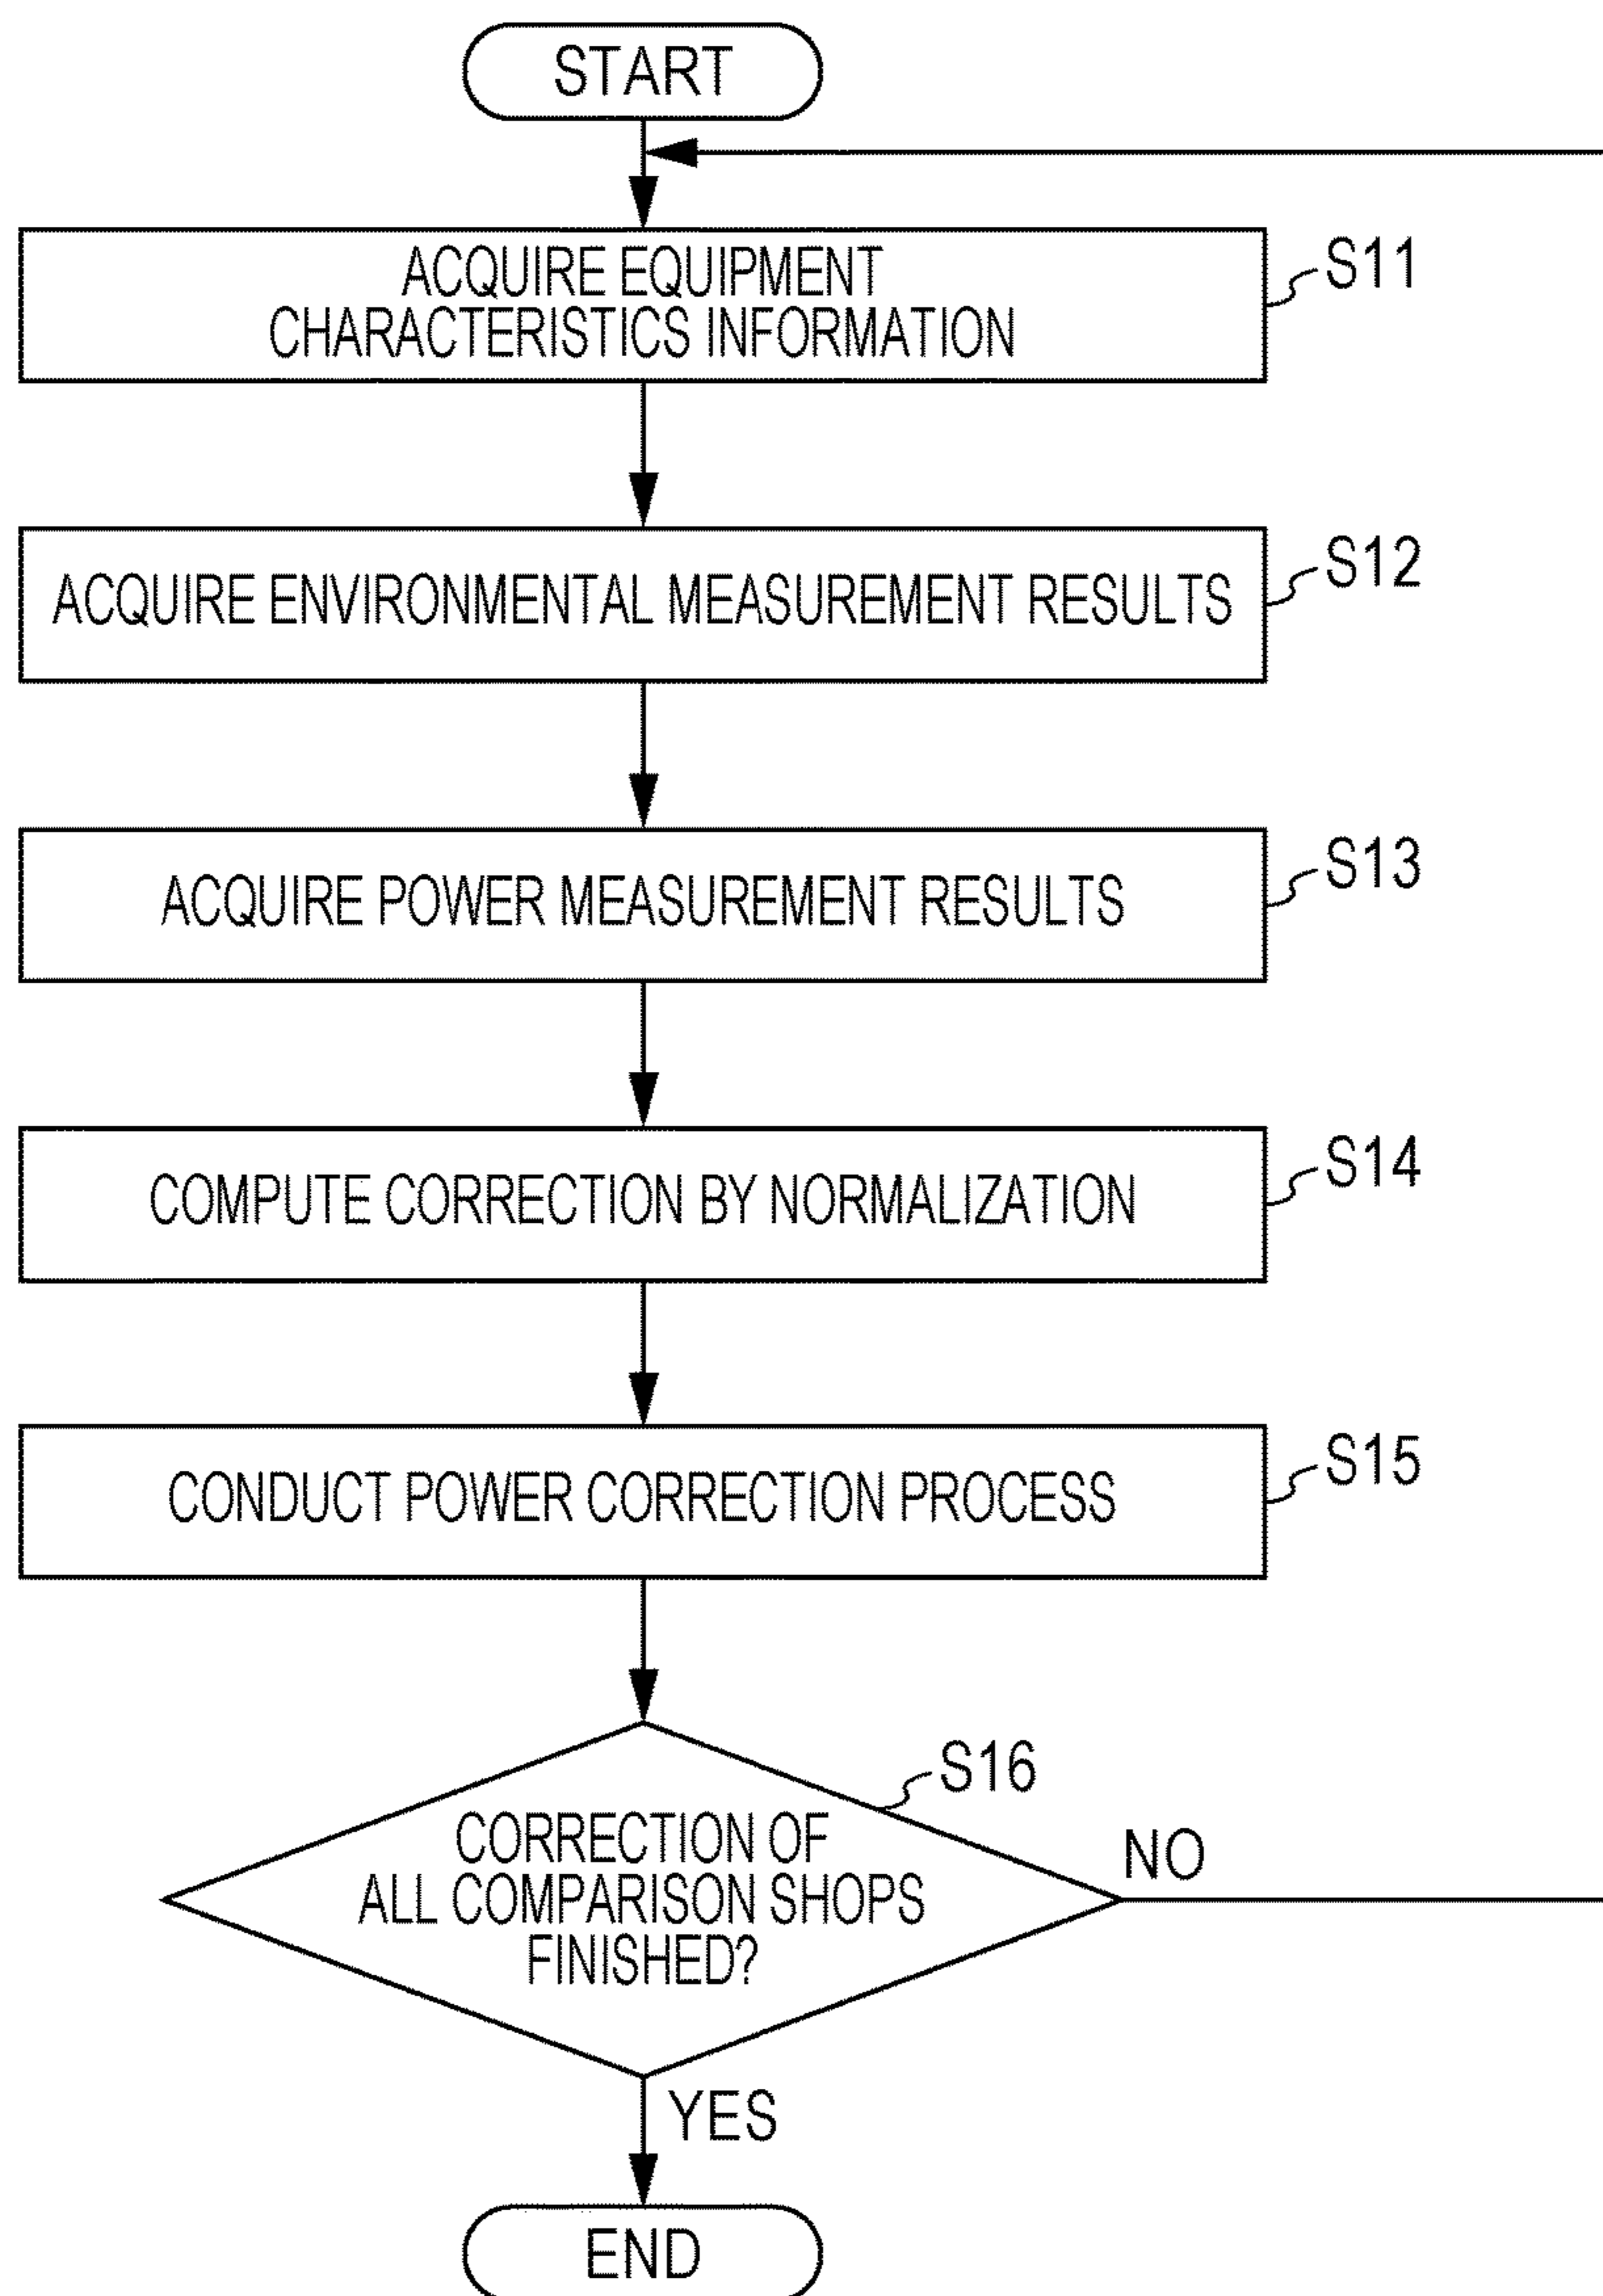 START
ACQUIRE EQUIPMENT
CHARACTERISTICS INFORMATION
S11
ACQUIRE ENVIRONMENTAL MEASUREMENT RESULTS
S12
ACQUIRE POWER MEASUREMENT RESULTS
S13
COMPUTE CORRECTION BY NORMALIZATION
S14
CONDUCT POWER CORRECTION PROCESS
S15
S16
CORRECTION OF
ALL COMPARISON SHOPS
FINISHED?
NO
YES
END